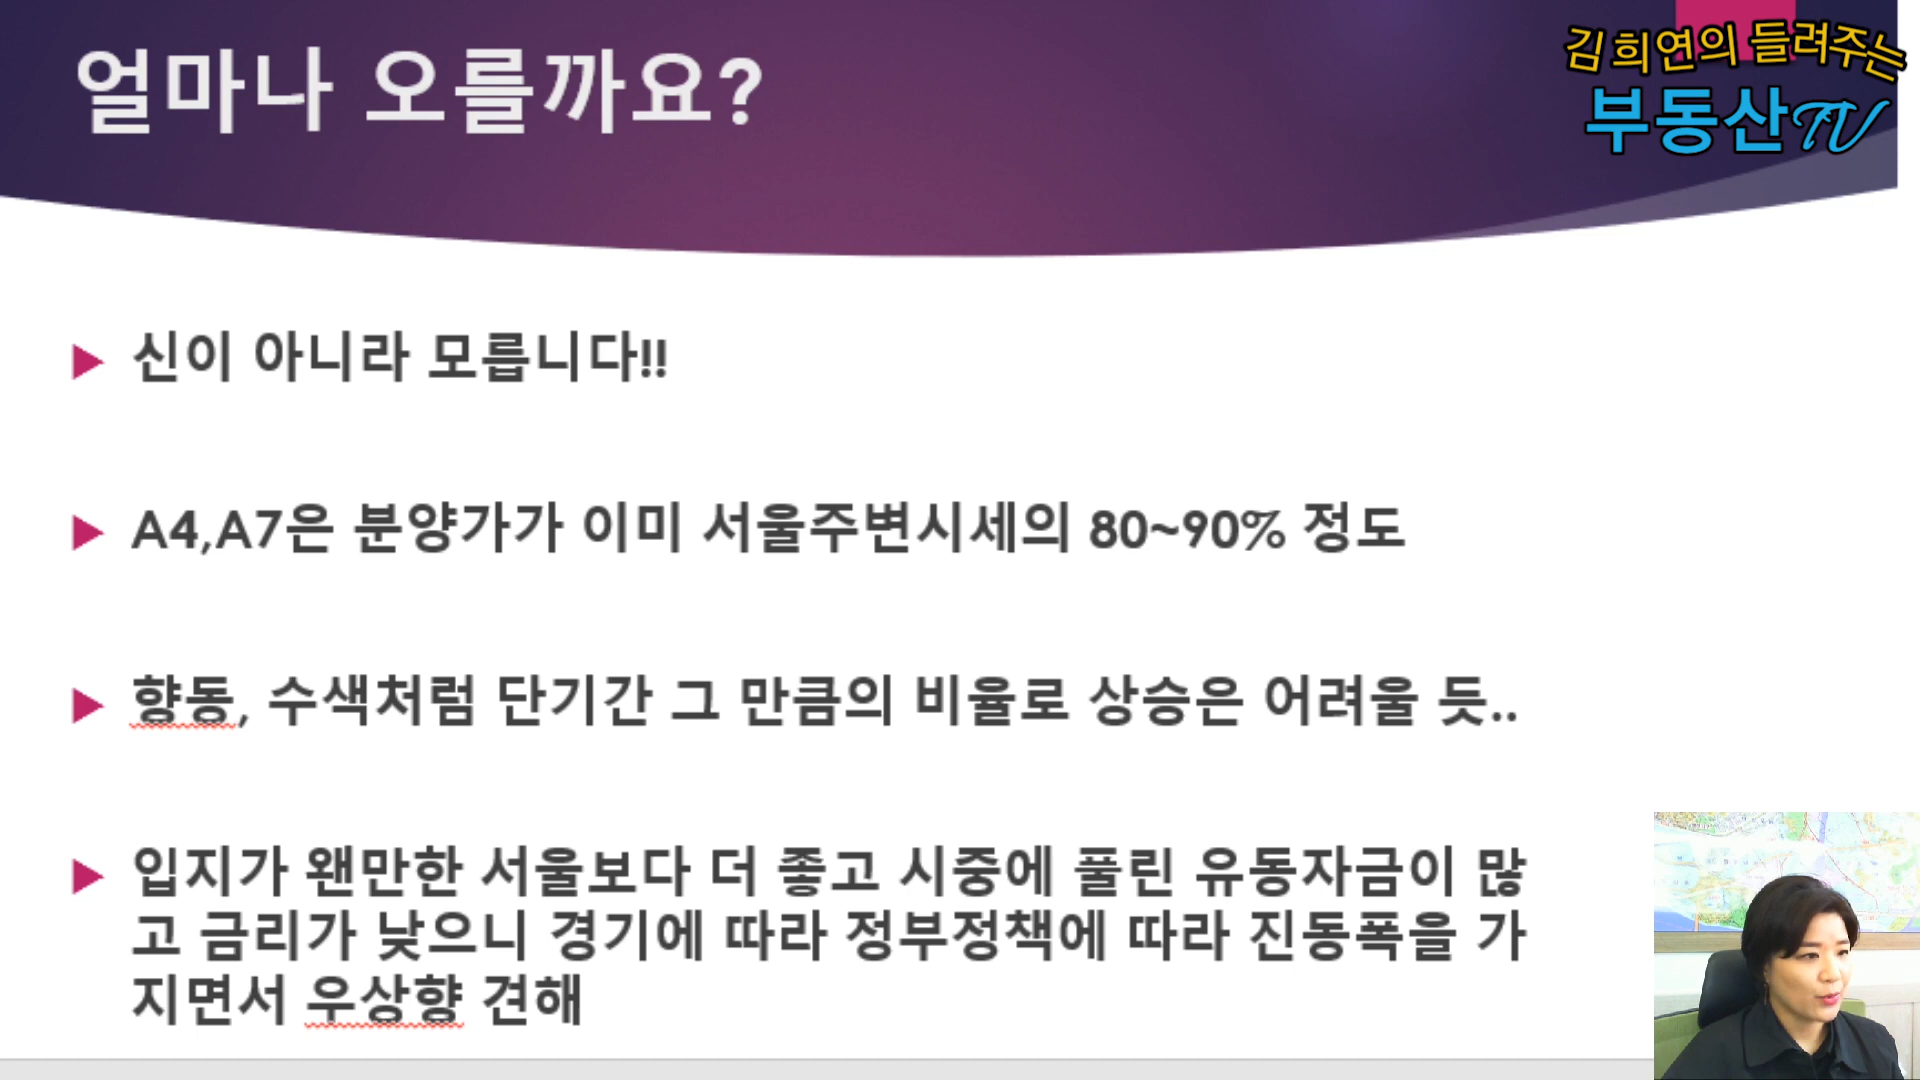 얼마나 오를까요?
김희연의 들려주는
부동산TV
▶ 신이 아니라 모릅니다!!
▶ A4,A7은 분양가가 이미 서울주변시세의 80~90% 정도
▶ 향동, 수색처럼 단기간 그 만큼의 비율로 상승은 어려울 듯..
▶ 입지가 왠만한 서울보다 더 좋고 시중에 풀린 유동자금이 많
고 금리가 낮으니 경기에 따라 정부정책에 따라 진동폭을 가
지면서 우상향 견해